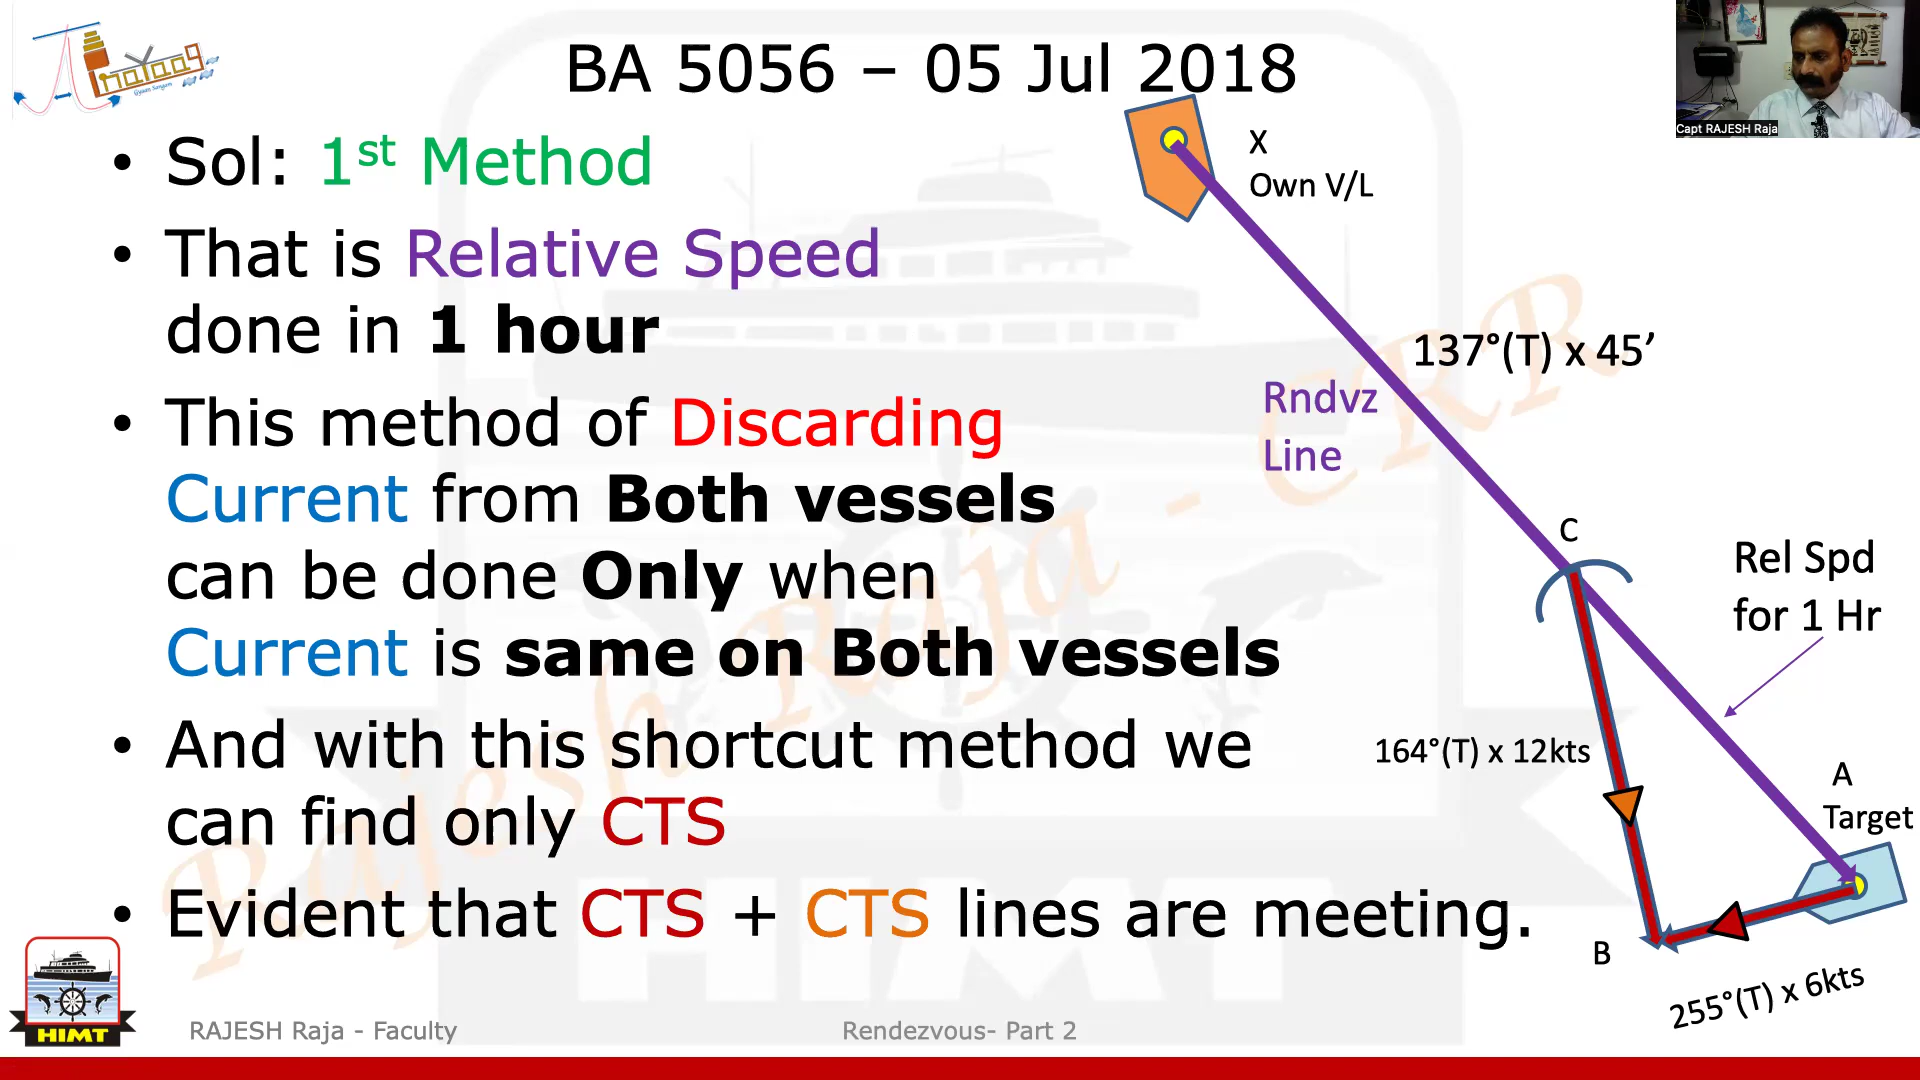 BA 5056 – 05 Jul 2018
• Sol: 1st Method
• That is Relative Speed
done in 1 hour
• This method of Discarding
Current from Both vessels
can be done Only when
Current is same on Both vessels
• And with this shortcut method we
can find only CTS
• Evident that CTS + CTS lines are meeting.
X
Own V/L
137°(T) x 45’
Rndvz
Line
C
Rel Spd
for 1 Hr
164°(T) x 12kts
A
Target
B
255°(T) x 6kts
Capt RAJESH Raja
Rajesh Raja - CRR
HIMT
HIMT
RAJESH Raja - Faculty
Rendezvous- Part 2